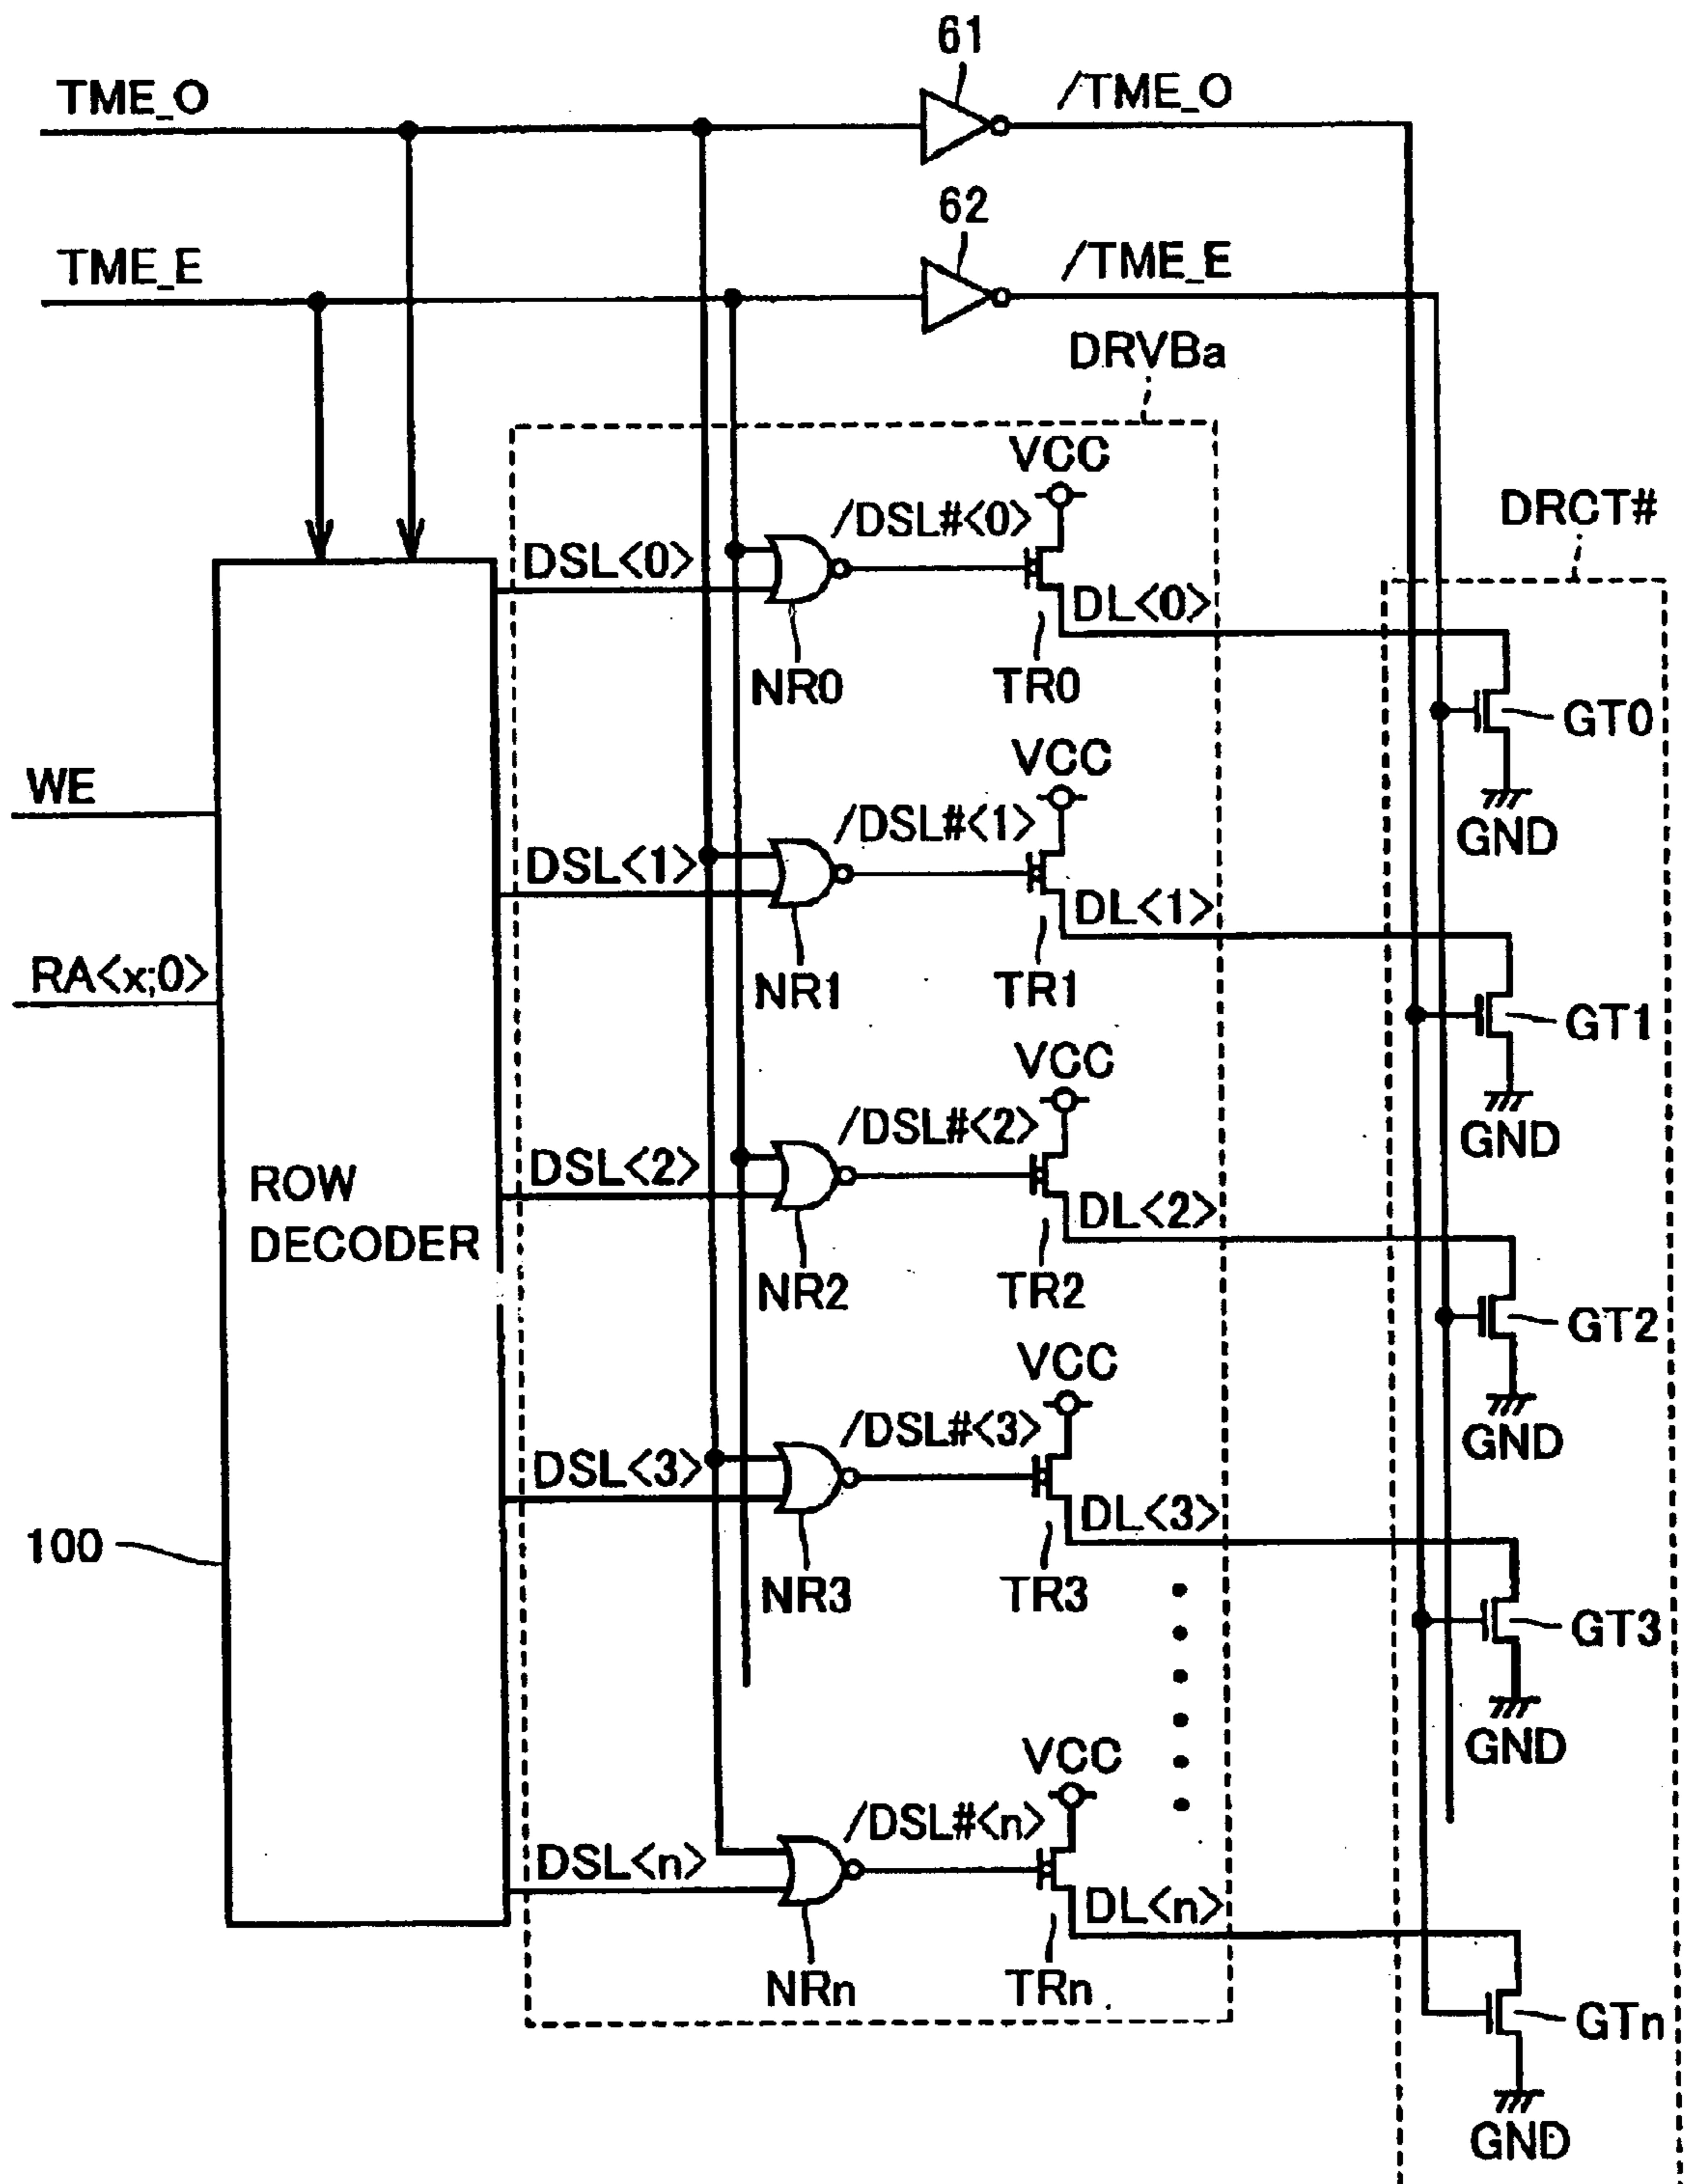 61
TME_O
/TME_O
62
TME_E
/TME_E
DRVBa
VCC
DRCT#
/DSL#<0>
DSL<0>
DL<0>
NR0
TR0
GT0
VCC
WE
/DSL#<1>
GND
DSL<1>
DL<1>
RA<x;0>
NR1
TR1
GT1
VCC
/DSL#<2>
GND
DSL<2>
ROW
DECODER
DL<2>
NR2
TR2
GT2
VCC
/DSL#<3>
GND
DSL<3>
DL<3>
100
NR3
TR3
GT3
VCC
GND
/DSL#<n>
DSL<n>
DL<n>
NRn
TRn
GTn
GND